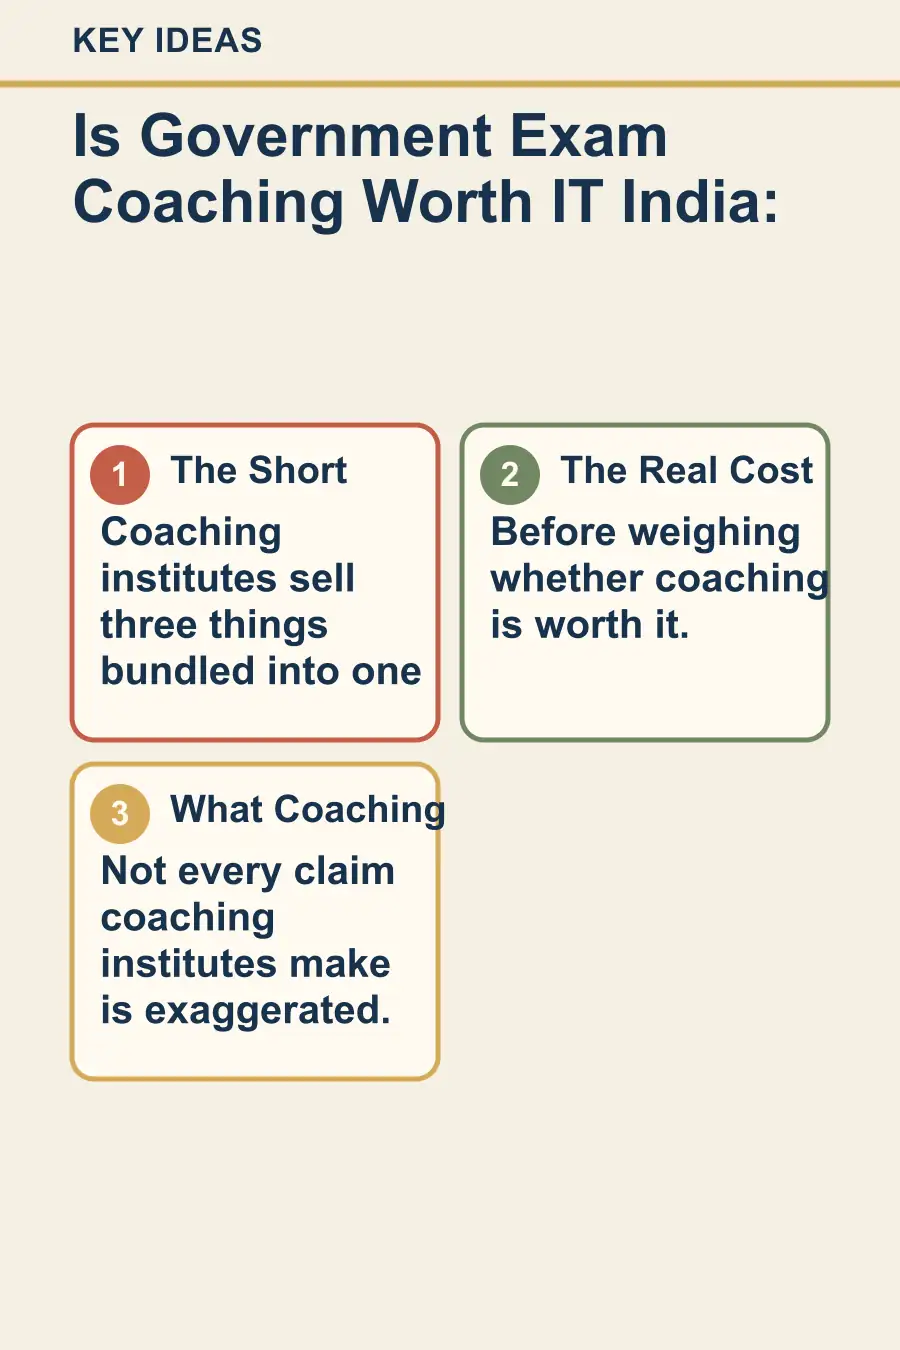 KEY IDEAS
Is Government Exam
Coaching Worth IT India:
1 The Short
Coaching
institutes sell
three things
bundled into one
2 The Real Cost
Before weighing
whether coaching
is worth it.
3 What Coaching
Not every claim
coaching
institutes make
is exaggerated.